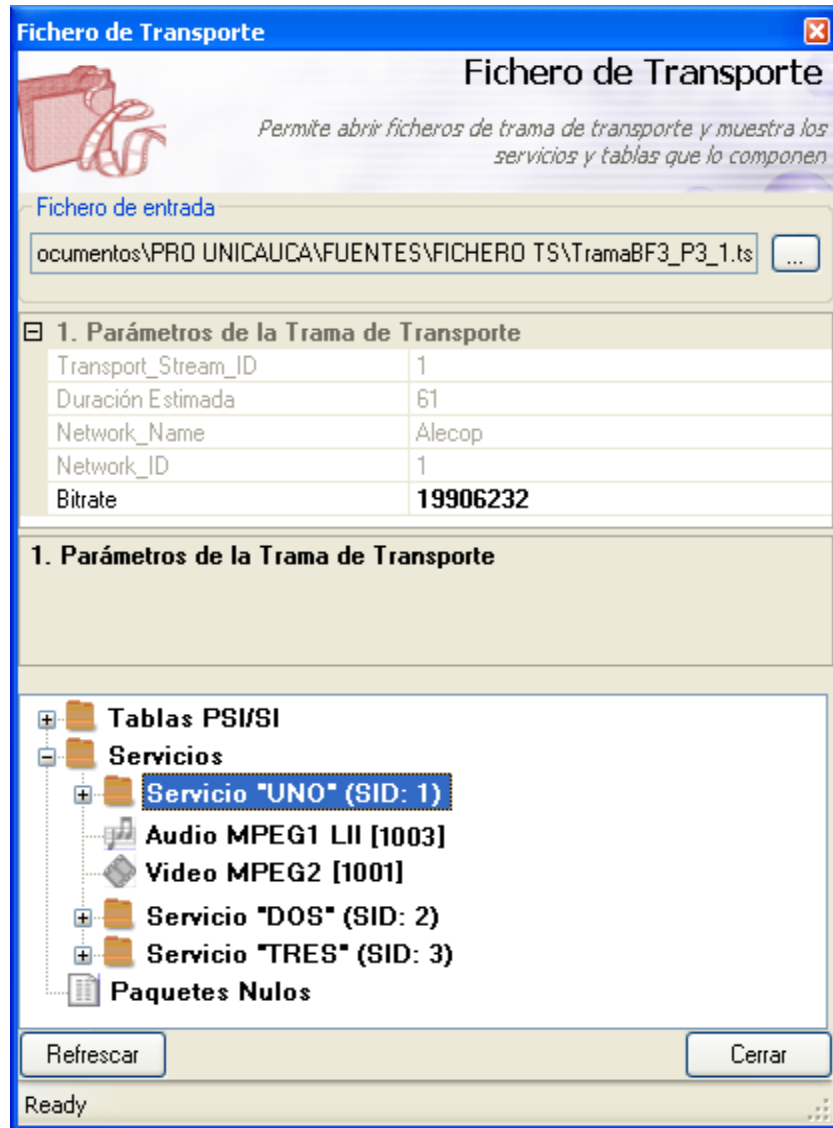 Fichero de Transporte
Fichero de Transporte
Permite abrir ficheros de trama de transporte y muestra los
servicios y tablas que lo componen
Fichero de entrada
ocumentos\PRO UNICAUCA\FUENTES\FICHERO TS\TramaBF3_P3_1.ts ...
1. Parámetros de la Trama de Transporte
Transport_Stream_ID 1
Duración Estimada 61
Network_Name Alecop
Network_ID 1
Bitrate 19906232
1. Parámetros de la Trama de Transporte
Tablas PSI/SI
Servicios
Servicio "UNO" (SID: 1)
Audio MPEG1 LII [1003]
Video MPEG2 [1001]
Servicio "DOS" (SID: 2)
Servicio "TRES" (SID: 3)
Paquetes Nulos
Refrescar Cerrar
Ready